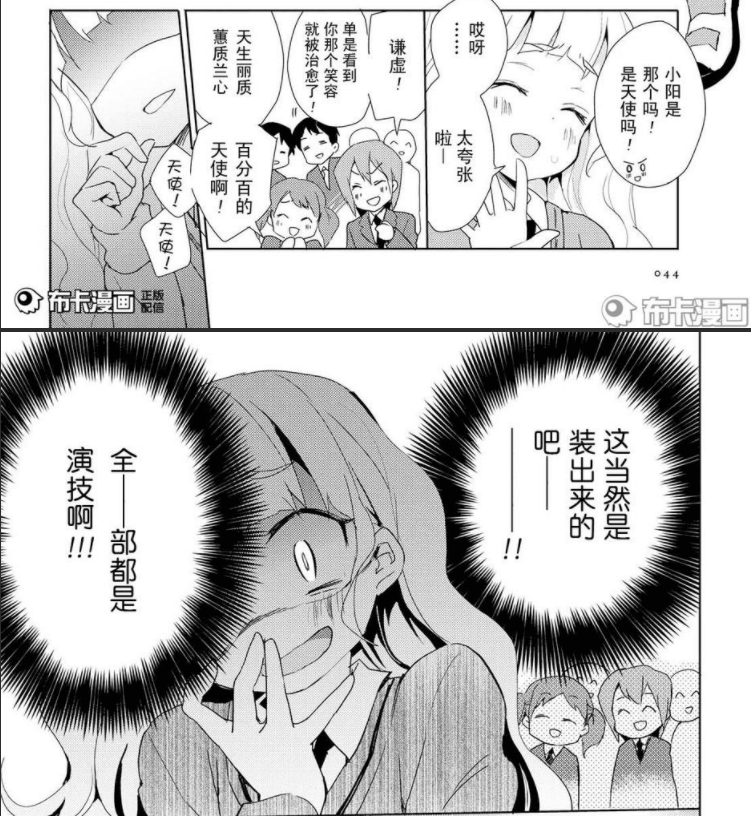 小阳是
那个吗！
是天使吗！
哎呀
……
太夸张
啦—
谦虚！
单是看到
你那个笑容
就被治愈了！
百分百的
天使啊！
天生丽质
蕙质兰心
天使！
天使！
044
布卡漫画 正版
配信
布卡漫画
这当然是
装出来的
吧——
——!!
全——部都是
演技啊!!!